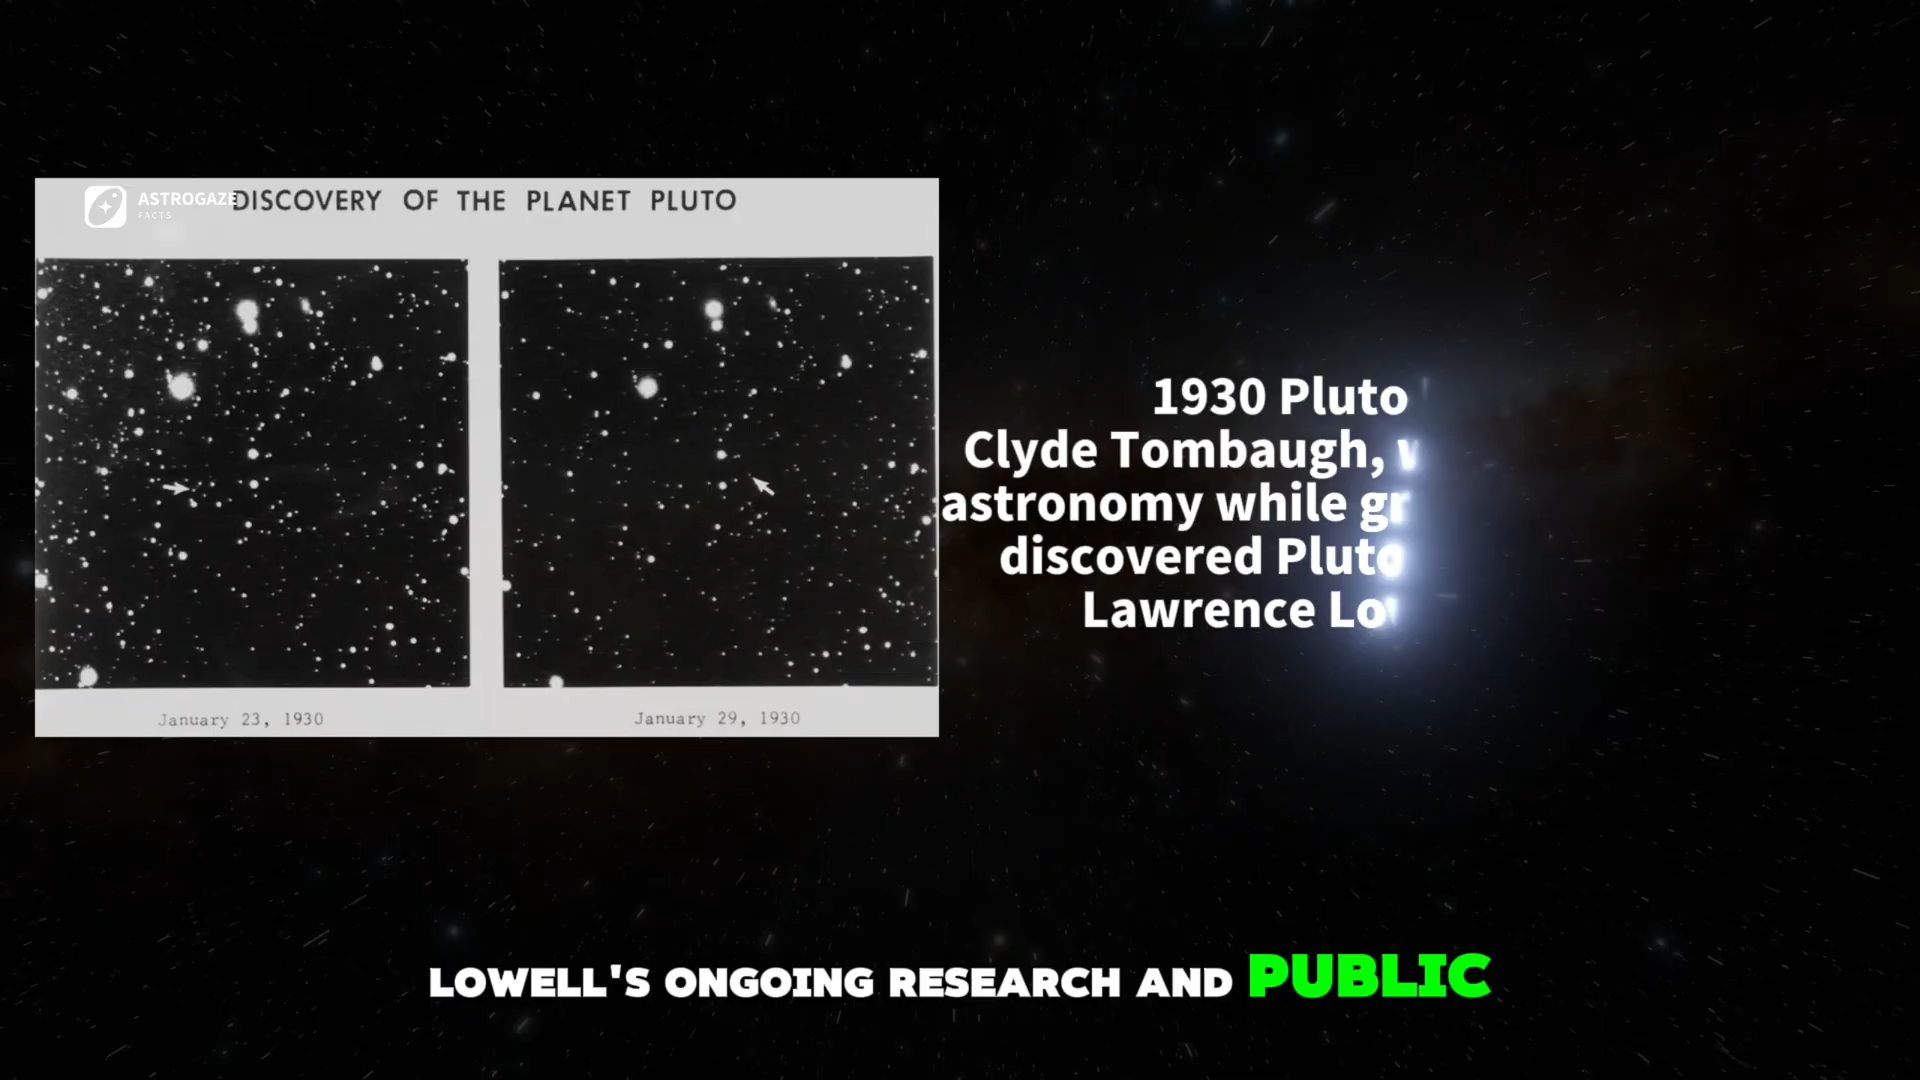 ASTROGAZE
FACTS
DISCOVERY OF THE PLANET PLUTO
January 23, 1930
January 29, 1930
1930 Pluto
Clyde Tombaugh,
astronomy while
discovered Pluto
Lawrence
LOWELL'S ONGOING RESEARCH AND PUBLIC